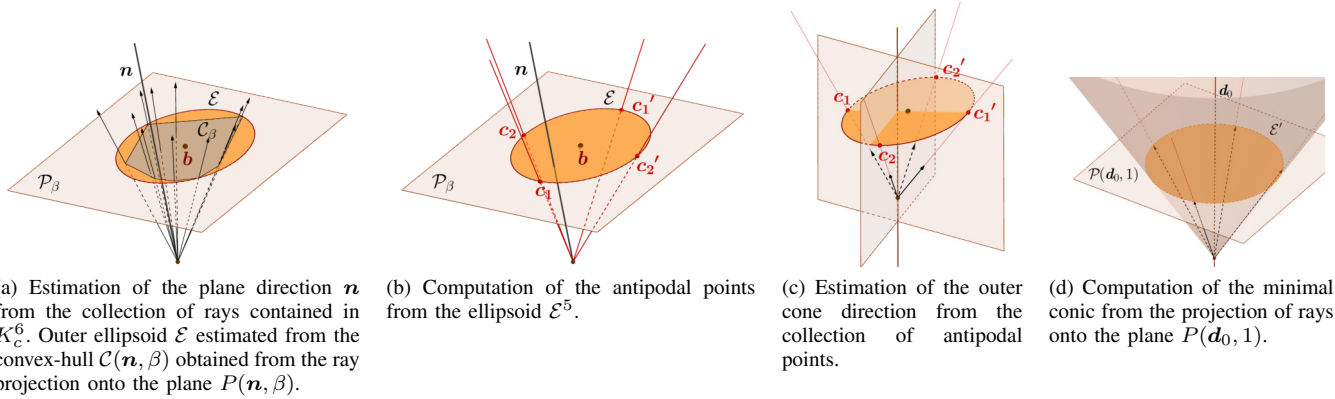 n
ℰ
𝒞β
b
𝒫β
n
ℰ
c₁′
c₂
b
c₂′
𝒫β
c₁
c₂′
c₁
c₁′
c₂
d₀
ℰ′
𝒫(d₀, 1)
(a) Estimation of the plane direction n
from the collection of rays contained in
K_c^6. Outer ellipsoid ℰ estimated from the
convex-hull 𝒞(n, β) obtained from the ray
projection onto the plane P(n, β).
(b) Computation of the antipodal points
from the ellipsoid ℰ⁵.
(c) Estimation of the outer
cone direction from the
collection of antipodal
points.
(d) Computation of the minimal
conic from the projection of rays
onto the plane P(d₀, 1).